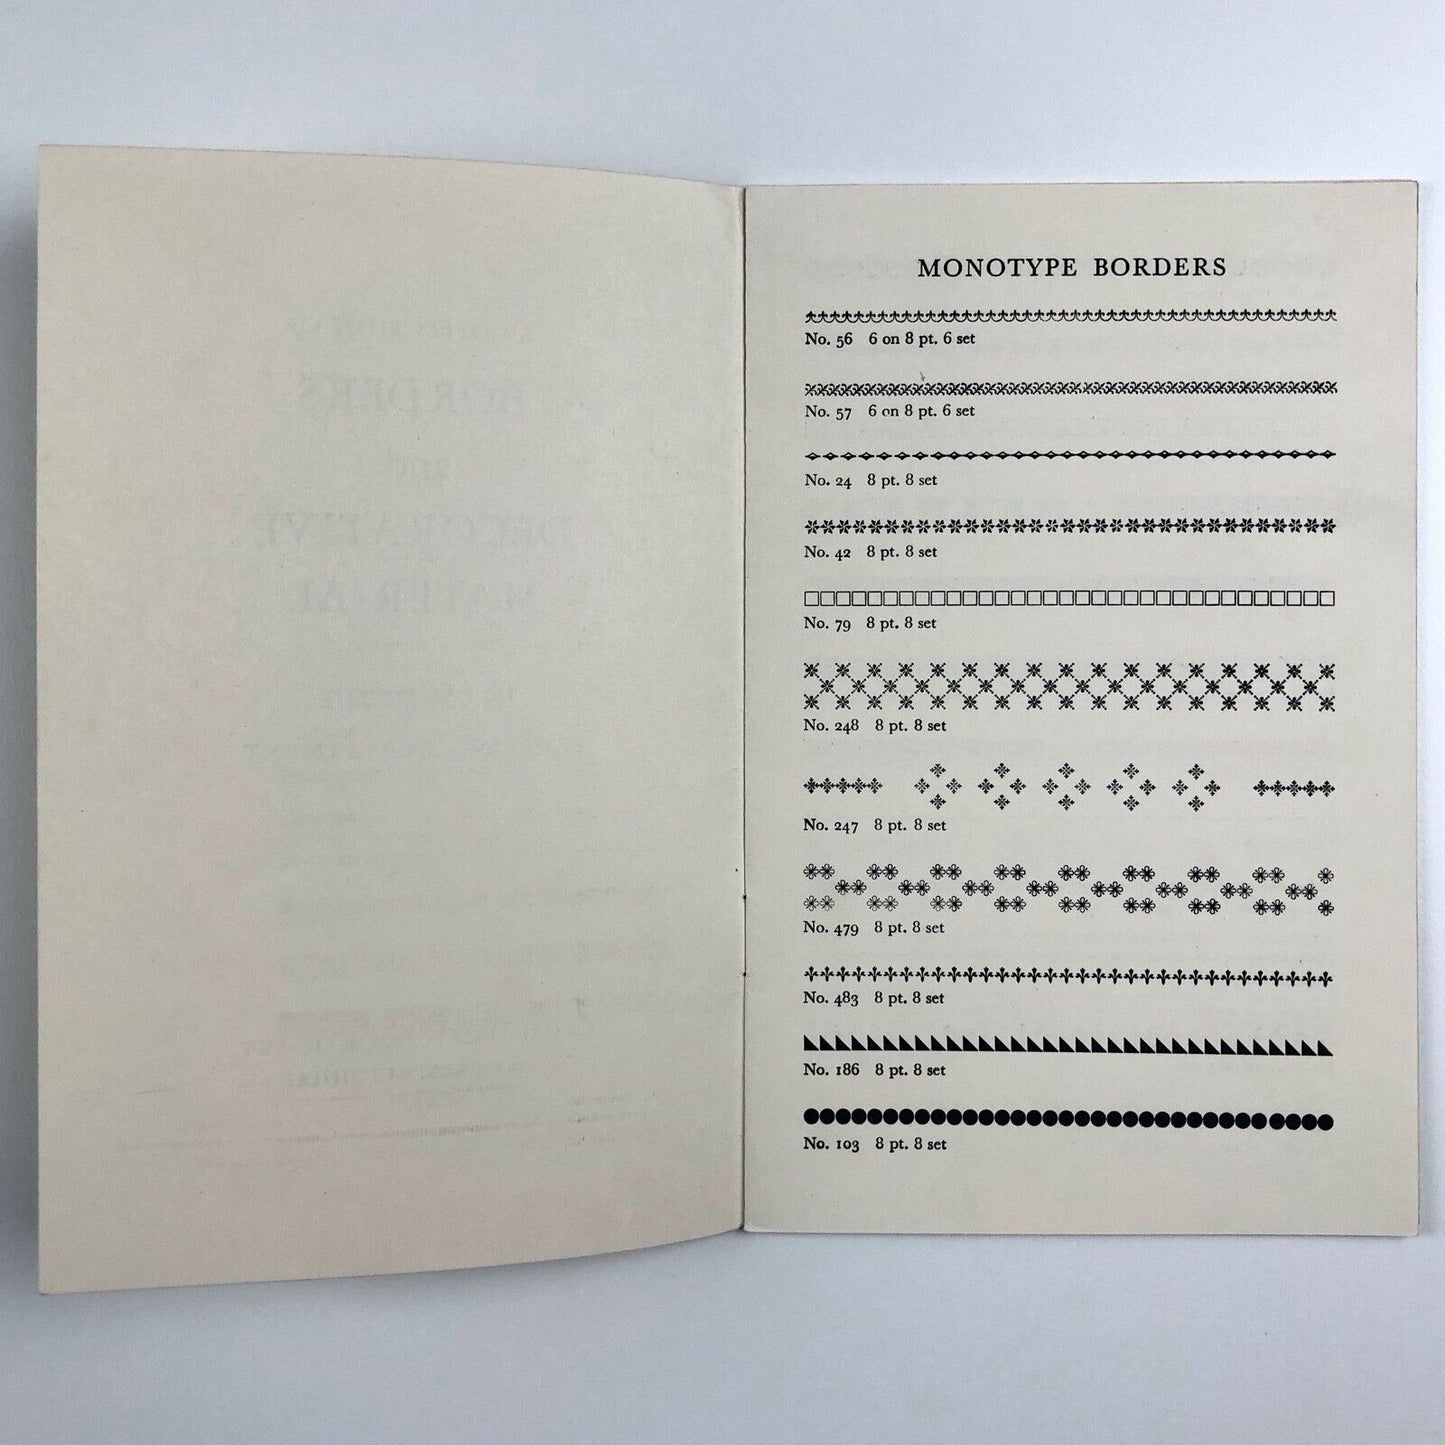 MONOTYPE BORDERS
No. 56 6 on 8 pt. 6 set
No. 57 6 on 8 pt. 6 set
No. 24 8 pt. 8 set
No. 42 8 pt. 8 set
No. 79 8 pt. 8 set
No. 248 8 pt. 8 set
No. 247 8 pt. 8 set
No. 479 8 pt. 8 set
No. 483 8 pt. 8 set
No. 186 8 pt. 8 set
No. 103 8 pt. 8 set